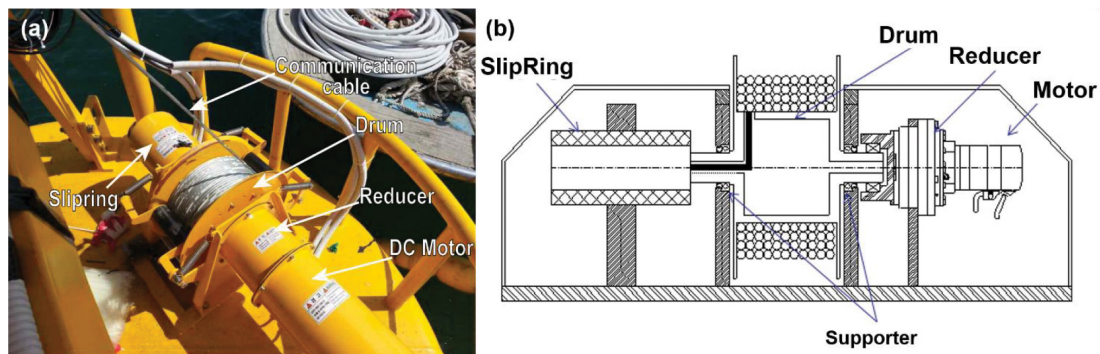 (a)
Communication
cable
Drum
Slipring
Reducer
DC Motor
(b)
SlipRing
Drum
Reducer
Motor
Supporter